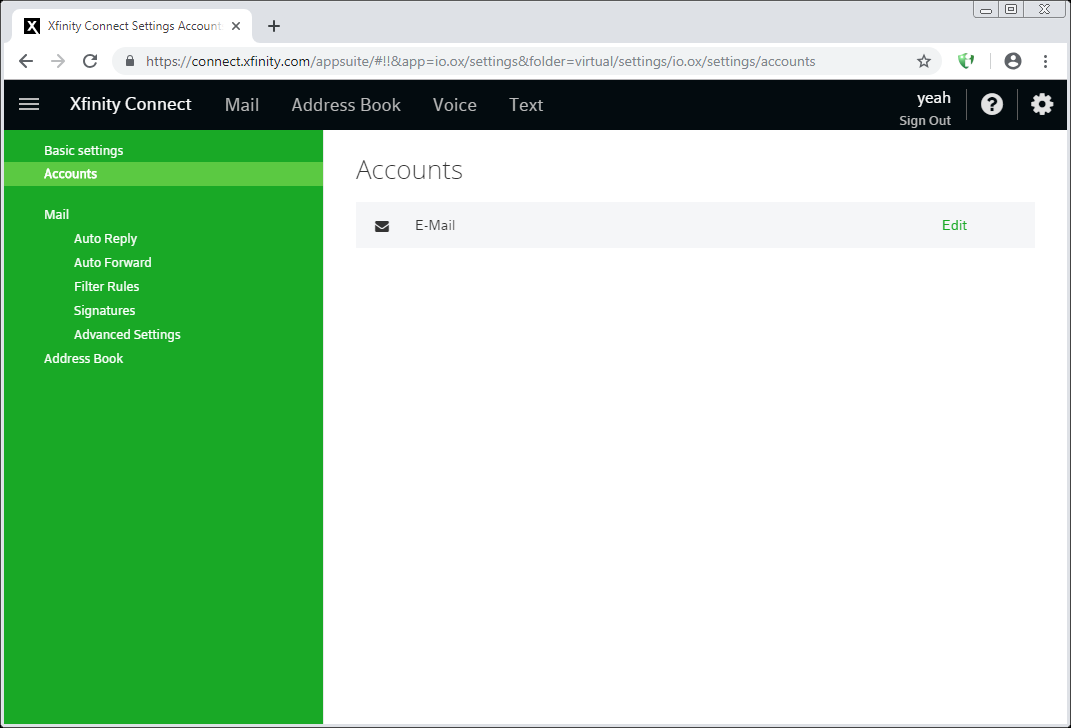 Xfinity Connect Settings Account
https://connect.xfinity.com/appsuite/#!!&app=io.ox/settings&folder=virtual/settings/io.ox/settings/accounts
Xfinity Connect Mail Address Book Voice Text yeah
Sign Out
Basic settings
Accounts
Mail
Auto Reply
Auto Forward
Filter Rules
Signatures
Advanced Settings
Address Book
Accounts
E-Mail Edit